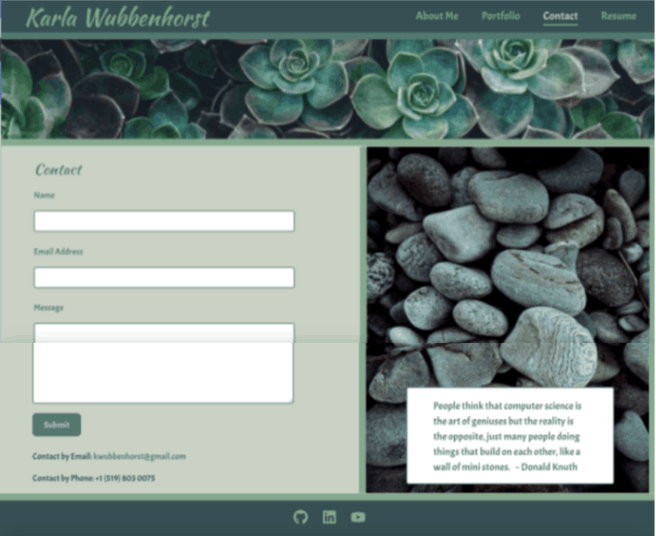 Karla Wubbenhorst
About Me Portfolio Contact Resume
Contact
Name
Email Address
Message
Submit
Contact by Email: kwubbenhorst@gmail.com
Contact by Phone: +1 (519) 803 0075
People think that computer science is
the art of geniuses but the reality is
the opposite, just many people doing
things that build on each other, like a
wall of mini stones. - Donald Knuth